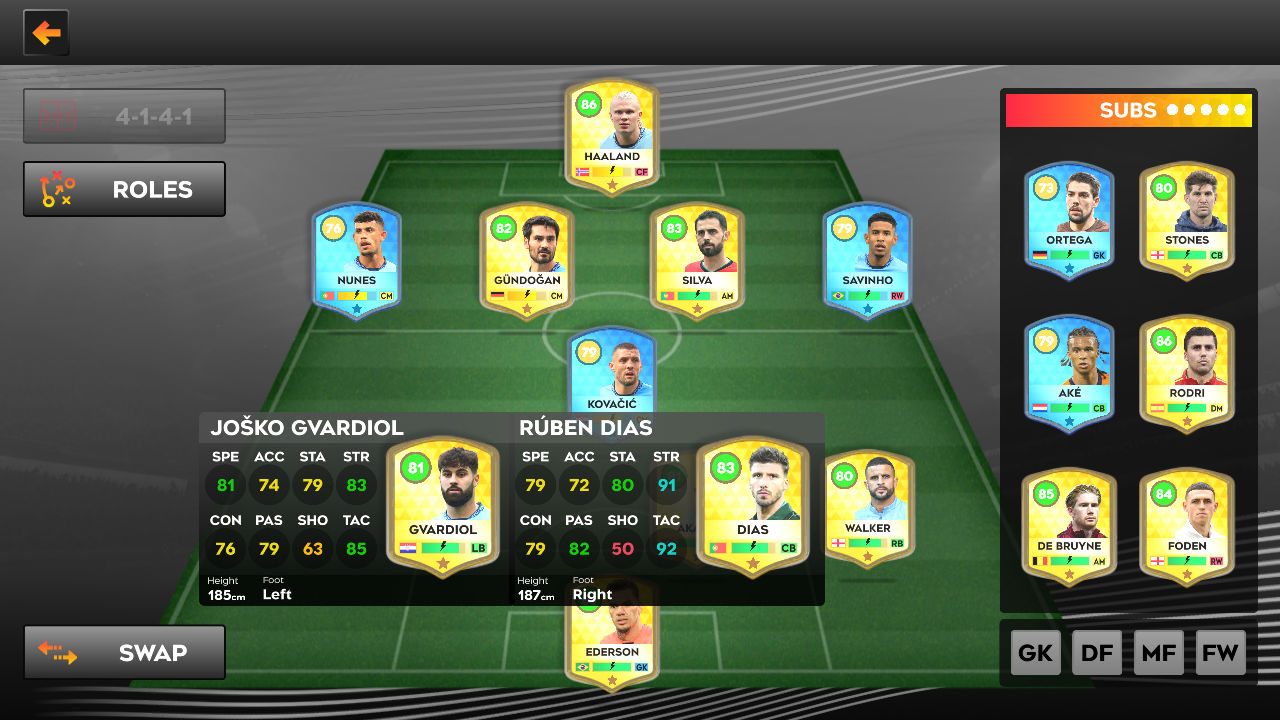 4-1-4-1
ROLES
86
HAALAND
CF
76
NUNES
CM
82
GÜNDOĞAN
CM
83
SILVA
AM
79
SAVINHO
RW
79
KOVAČIĆ
JOŠKO GVARDIOL
SPE ACC STA STR
81 74 79 83
CON PAS SHO TAC
76 79 63 85
Height Foot
185cm Left
81
GVARDIOL
LB
RÚBEN DIAS
SPE ACC STA STR
79 72 80 91
CON PAS SHO TAC
79 82 50 92
Height Foot
187cm Right
83
DIAS
CB
80
WALKER
RB
EDERSON
GK
SWAP
SUBS
73
ORTEGA
GK
80
STONES
CB
79
AKÉ
CB
86
RODRI
DM
85
DE BRUYNE
AM
84
FODEN
RW
GK DF MF FW